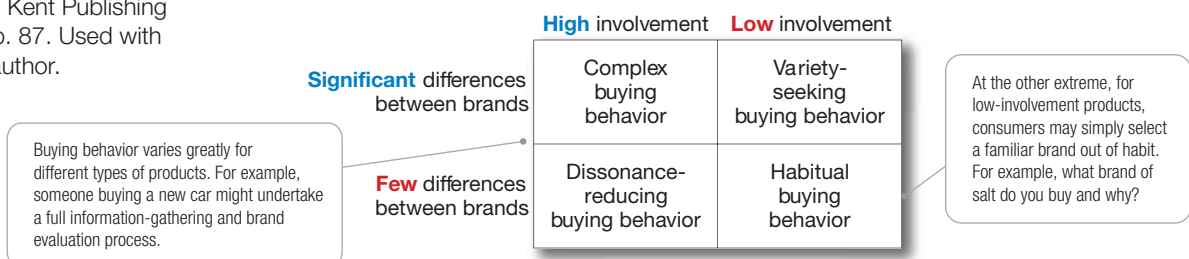 Kent Publishing
p. 87. Used with
author.
High involvement Low involvement
Significant differences
between brands
Complex
buying
behavior
Variety-
seeking
buying behavior
Few differences
between brands
Dissonance-
reducing
buying behavior
Habitual
buying
behavior
Buying behavior varies greatly for
different types of products. For example,
someone buying a new car might undertake
a full information-gathering and brand
evaluation process.
At the other extreme, for
low-involvement products,
consumers may simply select
a familiar brand out of habit.
For example, what brand of
salt do you buy and why?